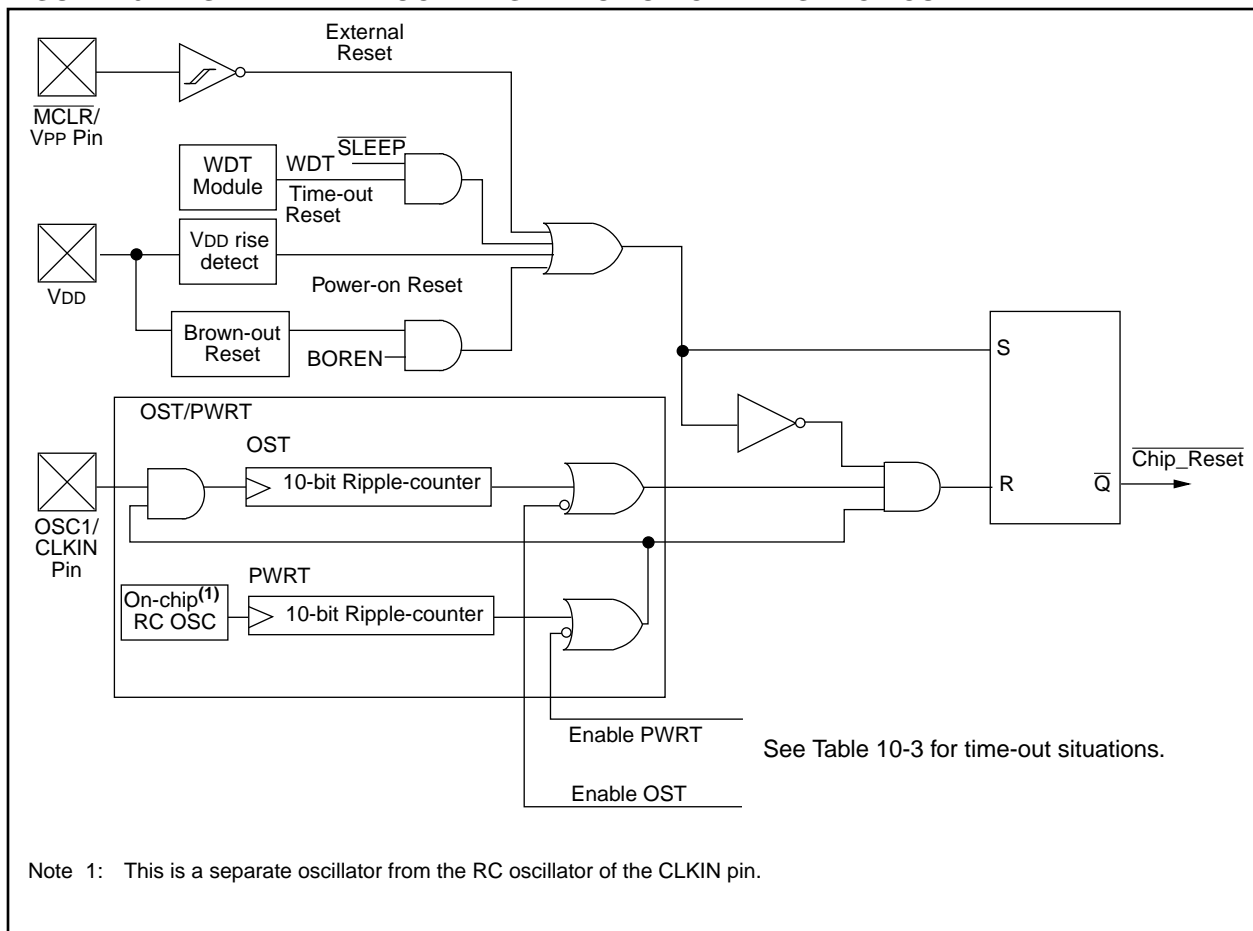 External
Reset
MCLR/
VPP Pin
SLEEP
WDT
Module
WDT
Time-out
Reset
VDD rise
detect
VDD
Power-on Reset
Brown-out
Reset
BOREN
S
OST/PWRT
OST
10-bit Ripple-counter
Chip_Reset
R
Q
OSC1/
CLKIN
Pin
PWRT
On-chip(1)
RC OSC
10-bit Ripple-counter
Enable PWRT
See Table 10-3 for time-out situations.
Enable OST
Note 1: This is a separate oscillator from the RC oscillator of the CLKIN pin.